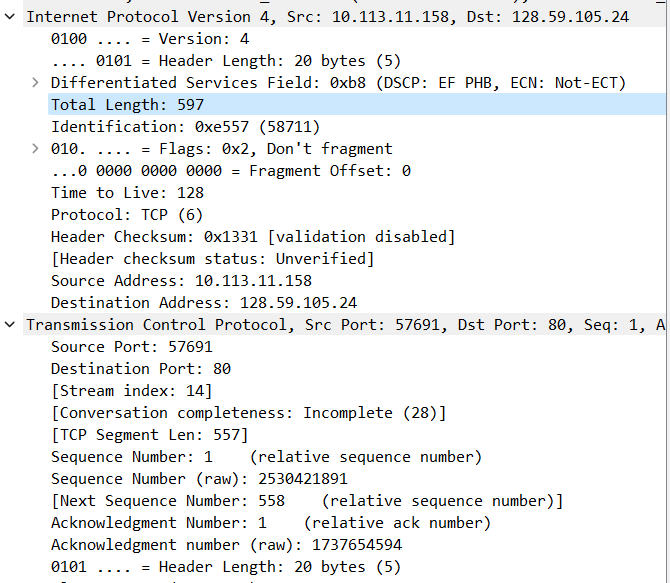 Internet Protocol Version 4, Src: 10.113.11.158, Dst: 128.59.105.24
0100 .... = Version: 4
.... 0101 = Header Length: 20 bytes (5)
Differentiated Services Field: 0xb8 (DSCP: EF PHB, ECN: Not-ECT)
Total Length: 597
Identification: 0xe557 (58711)
010. .... = Flags: 0x2, Don't fragment
...0 0000 0000 0000 = Fragment Offset: 0
Time to Live: 128
Protocol: TCP (6)
Header Checksum: 0x1331 [validation disabled]
[Header checksum status: Unverified]
Source Address: 10.113.11.158
Destination Address: 128.59.105.24
Transmission Control Protocol, Src Port: 57691, Dst Port: 80, Seq: 1, A
Source Port: 57691
Destination Port: 80
[Stream index: 14]
[Conversation completeness: Incomplete (28)]
[TCP Segment Len: 557]
Sequence Number: 1    (relative sequence number)
Sequence Number (raw): 2530421891
[Next Sequence Number: 558    (relative sequence number)]
Acknowledgment Number: 1    (relative ack number)
Acknowledgment number (raw): 1737654594
0101 .... = Header Length: 20 bytes (5)